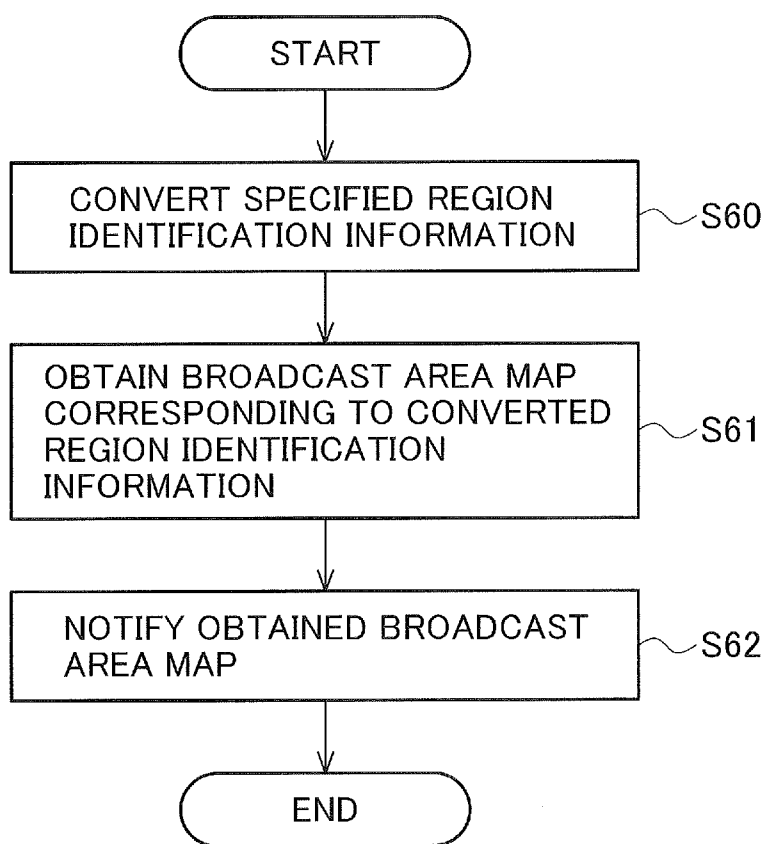 START
CONVERT SPECIFIED REGION
IDENTIFICATION INFORMATION
S60
OBTAIN BROADCAST AREA MAP
CORRESPONDING TO CONVERTED
REGION IDENTIFICATION
INFORMATION
S61
NOTIFY OBTAINED BROADCAST
AREA MAP
S62
END